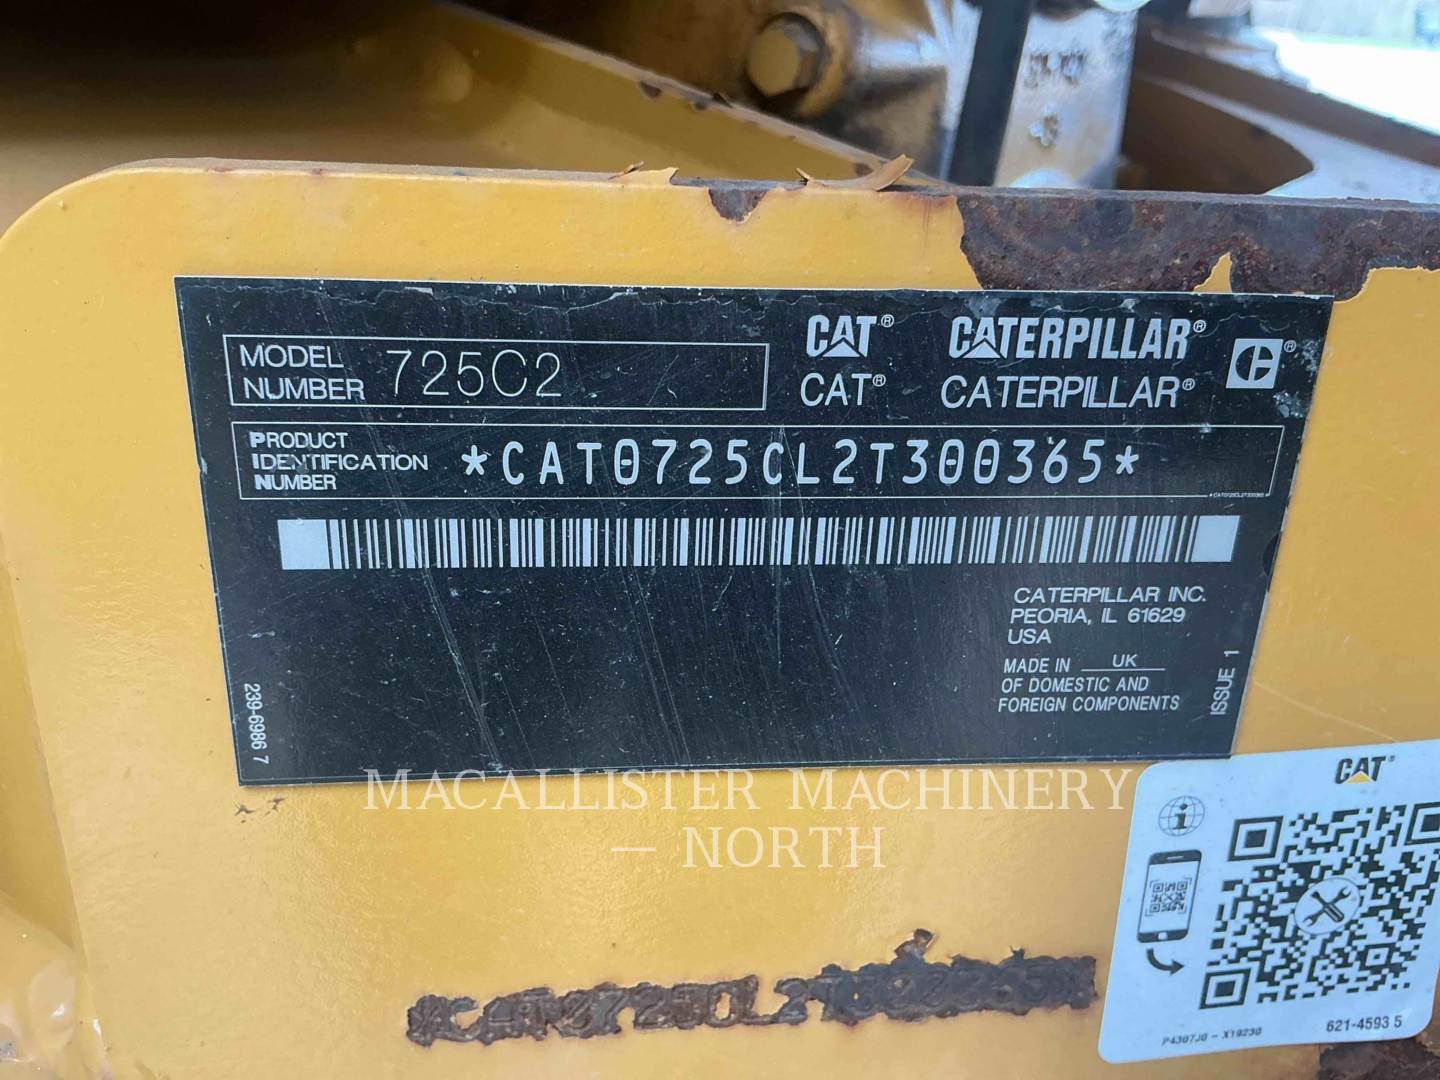 MODEL NUMBER 725C2
CAT® CATERPILLAR®
CAT® CATERPILLAR® ®
PRODUCT
IDENTIFICATION
NUMBER
*CAT0725CL2T300365*
*CAT0725CL2T300365
CATERPILLAR INC.
PEORIA, IL 61629
USA
MADE IN UK
OF DOMESTIC AND
FOREIGN COMPONENTS
ISSUE 1
239-6986 7
MACALLISTER MACHINERY
— NORTH
CAT
*CAT0725CL2T300365*
P4307J0 - X19230
621-4593 5